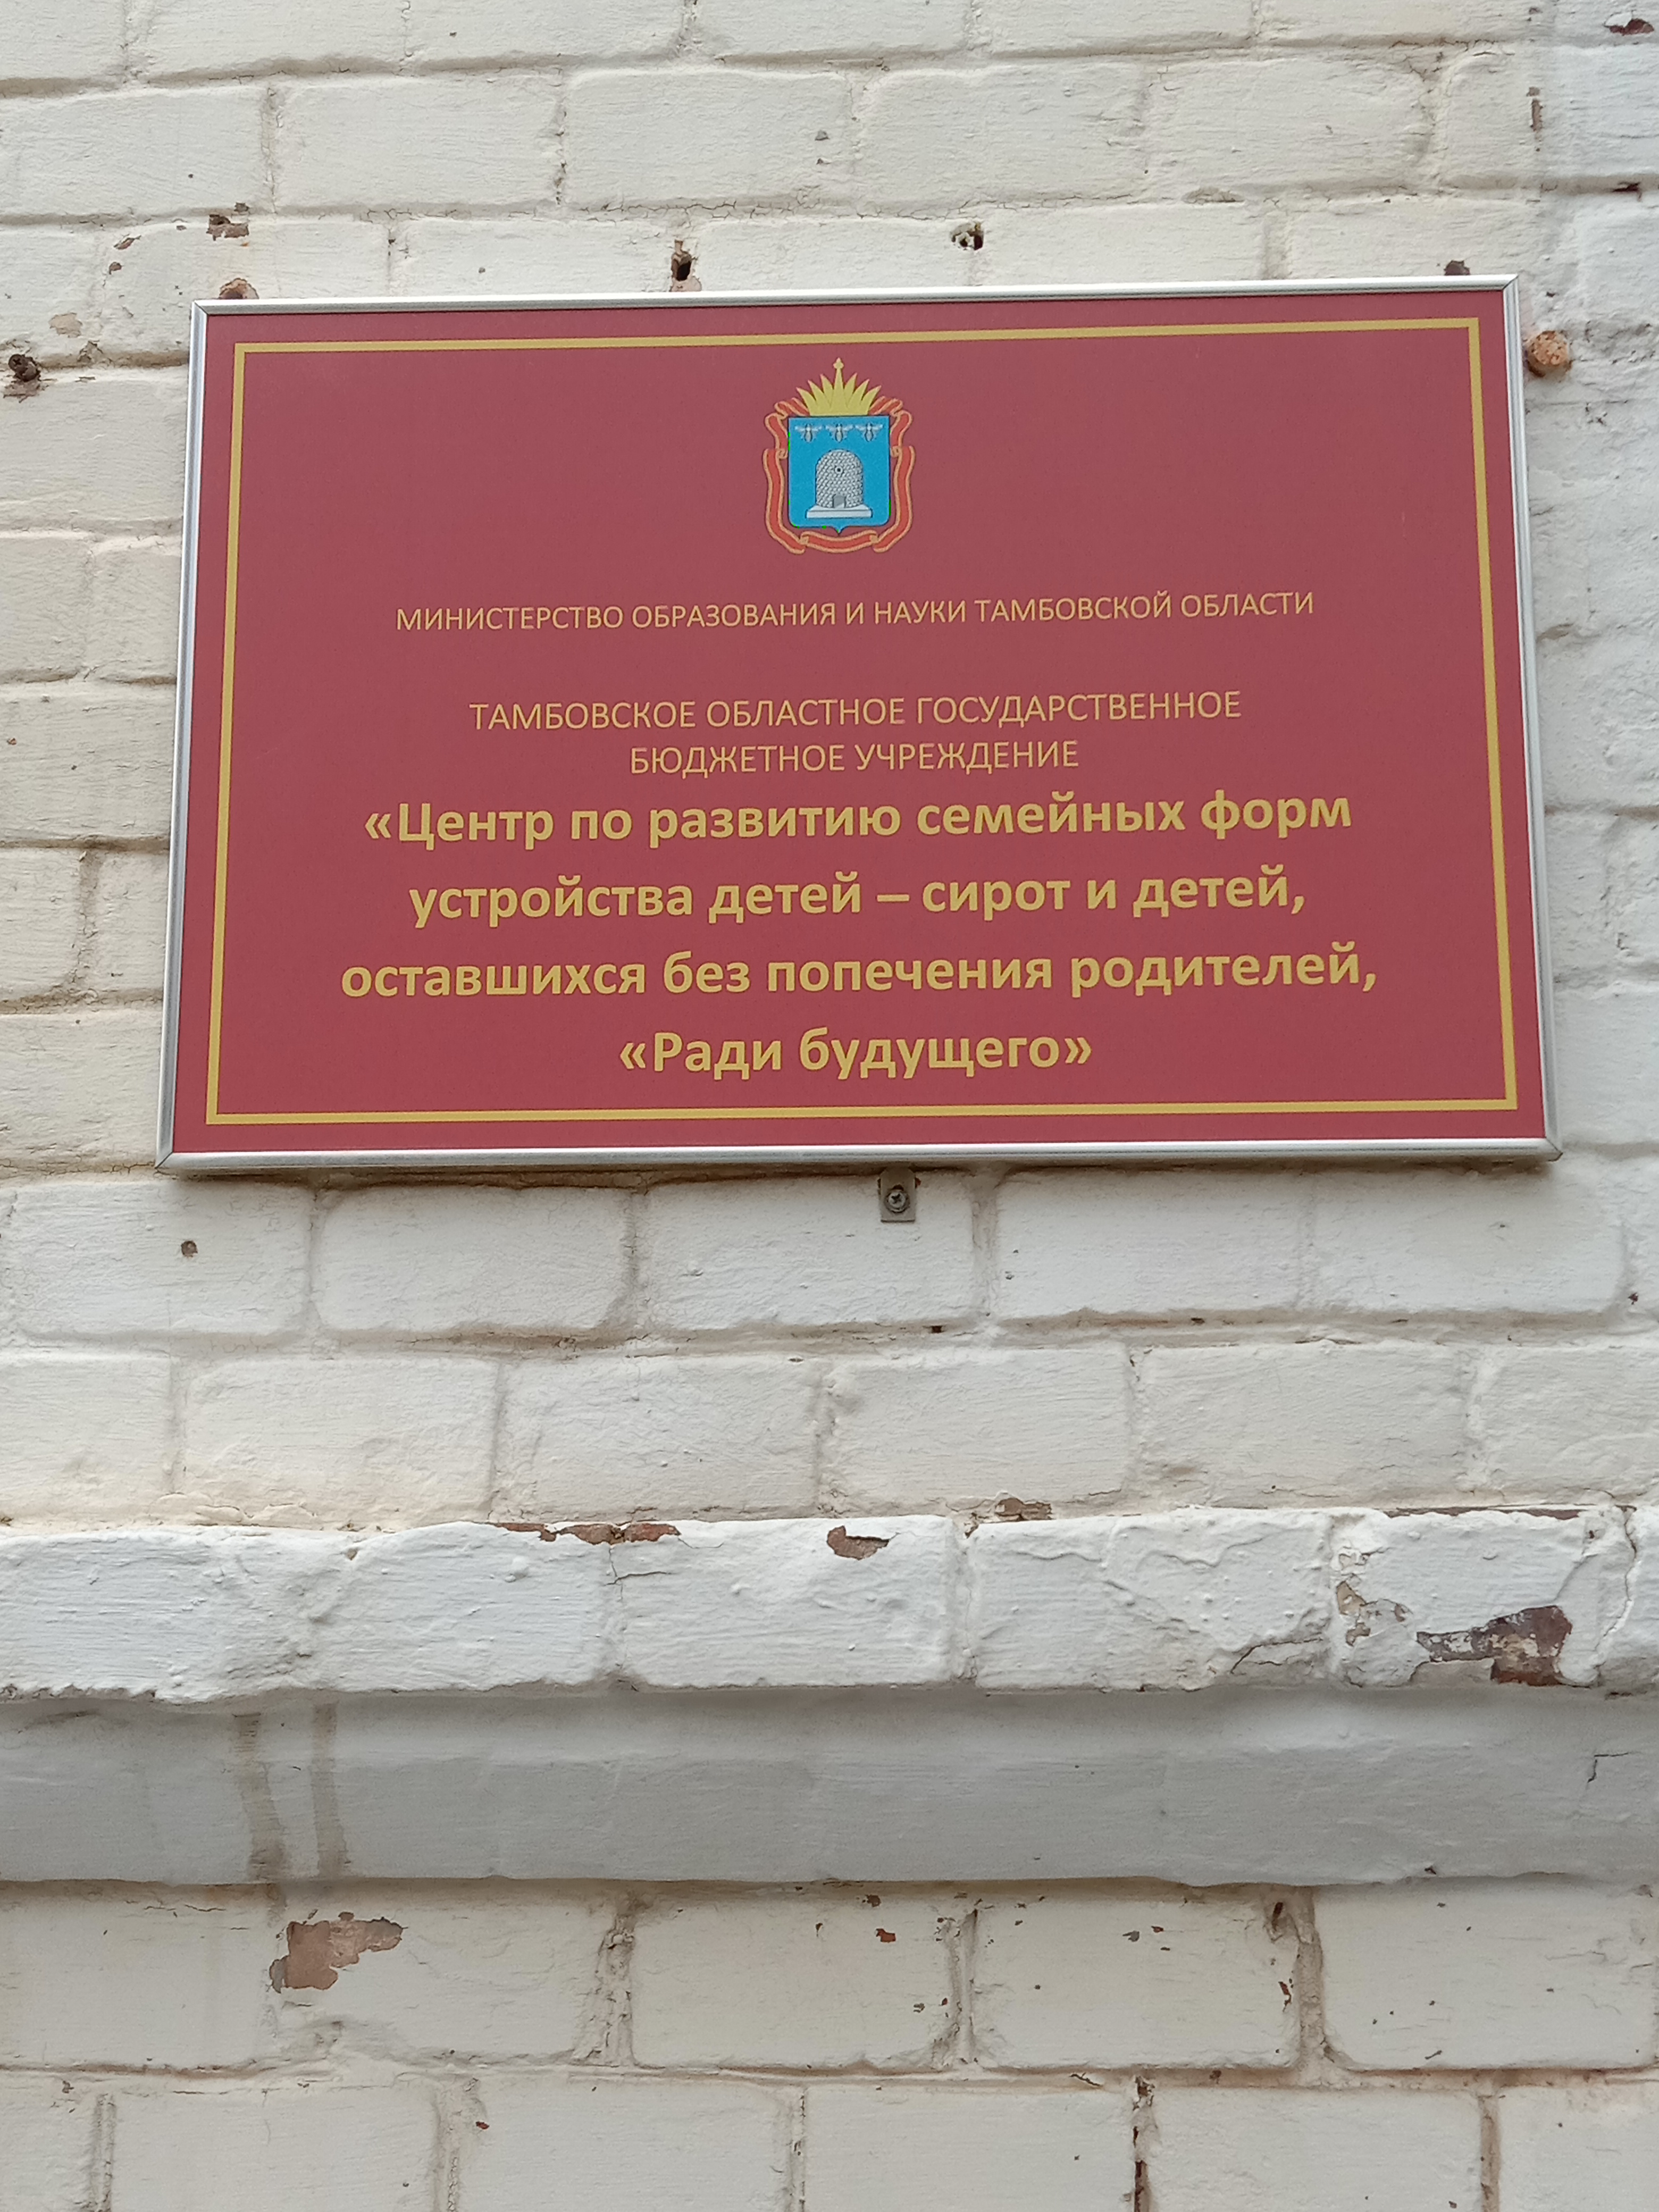 МИНИСТЕРСТВО ОБРАЗОВАНИЯ И НАУКИ ТАМБОВСКОЙ ОБЛАСТИ
ТАМБОВСКОЕ ОБЛАСТНОЕ ГОСУДАРСТВЕННОЕ
БЮДЖЕТНОЕ УЧРЕЖДЕНИЕ
«Центр по развитию семейных форм
устройства детей – сирот и детей,
оставшихся без попечения родителей,
«Ради будущего»